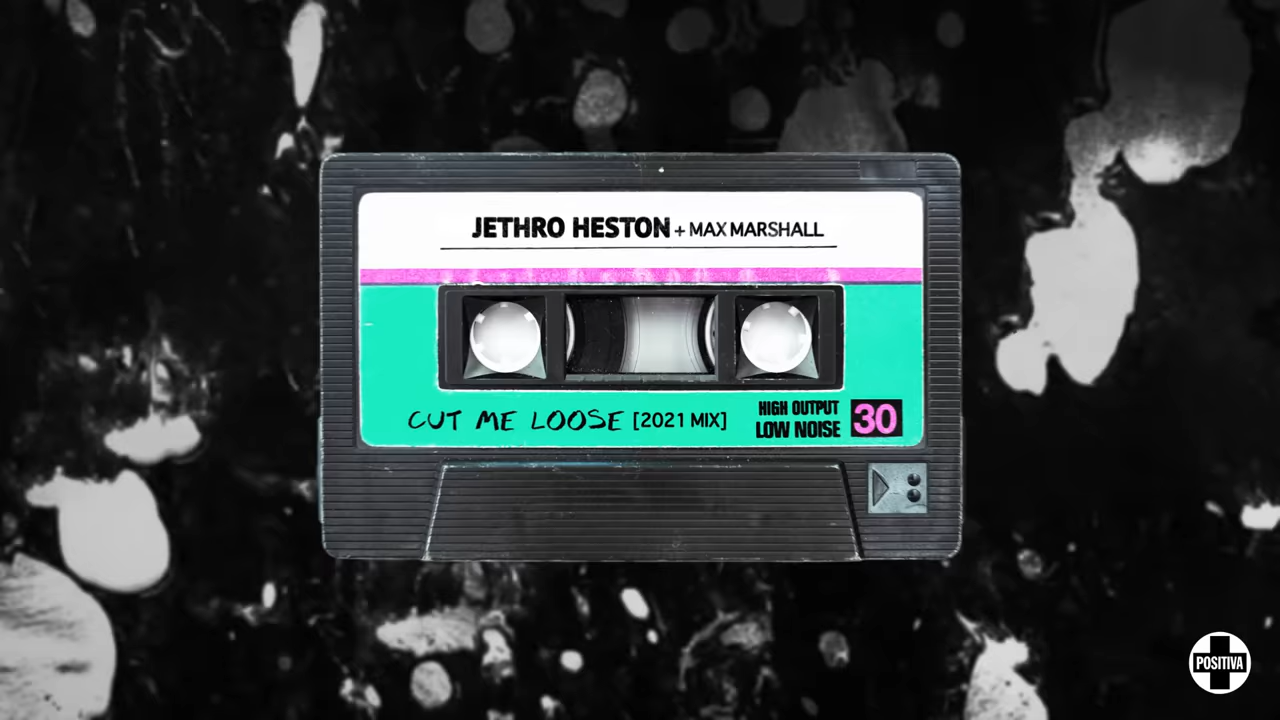 JETHRO HESTON + MAX MARSHALL
CUT ME LOOSE [2021 MIX]
HIGH OUTPUT
LOW NOISE
30
POSITIVA